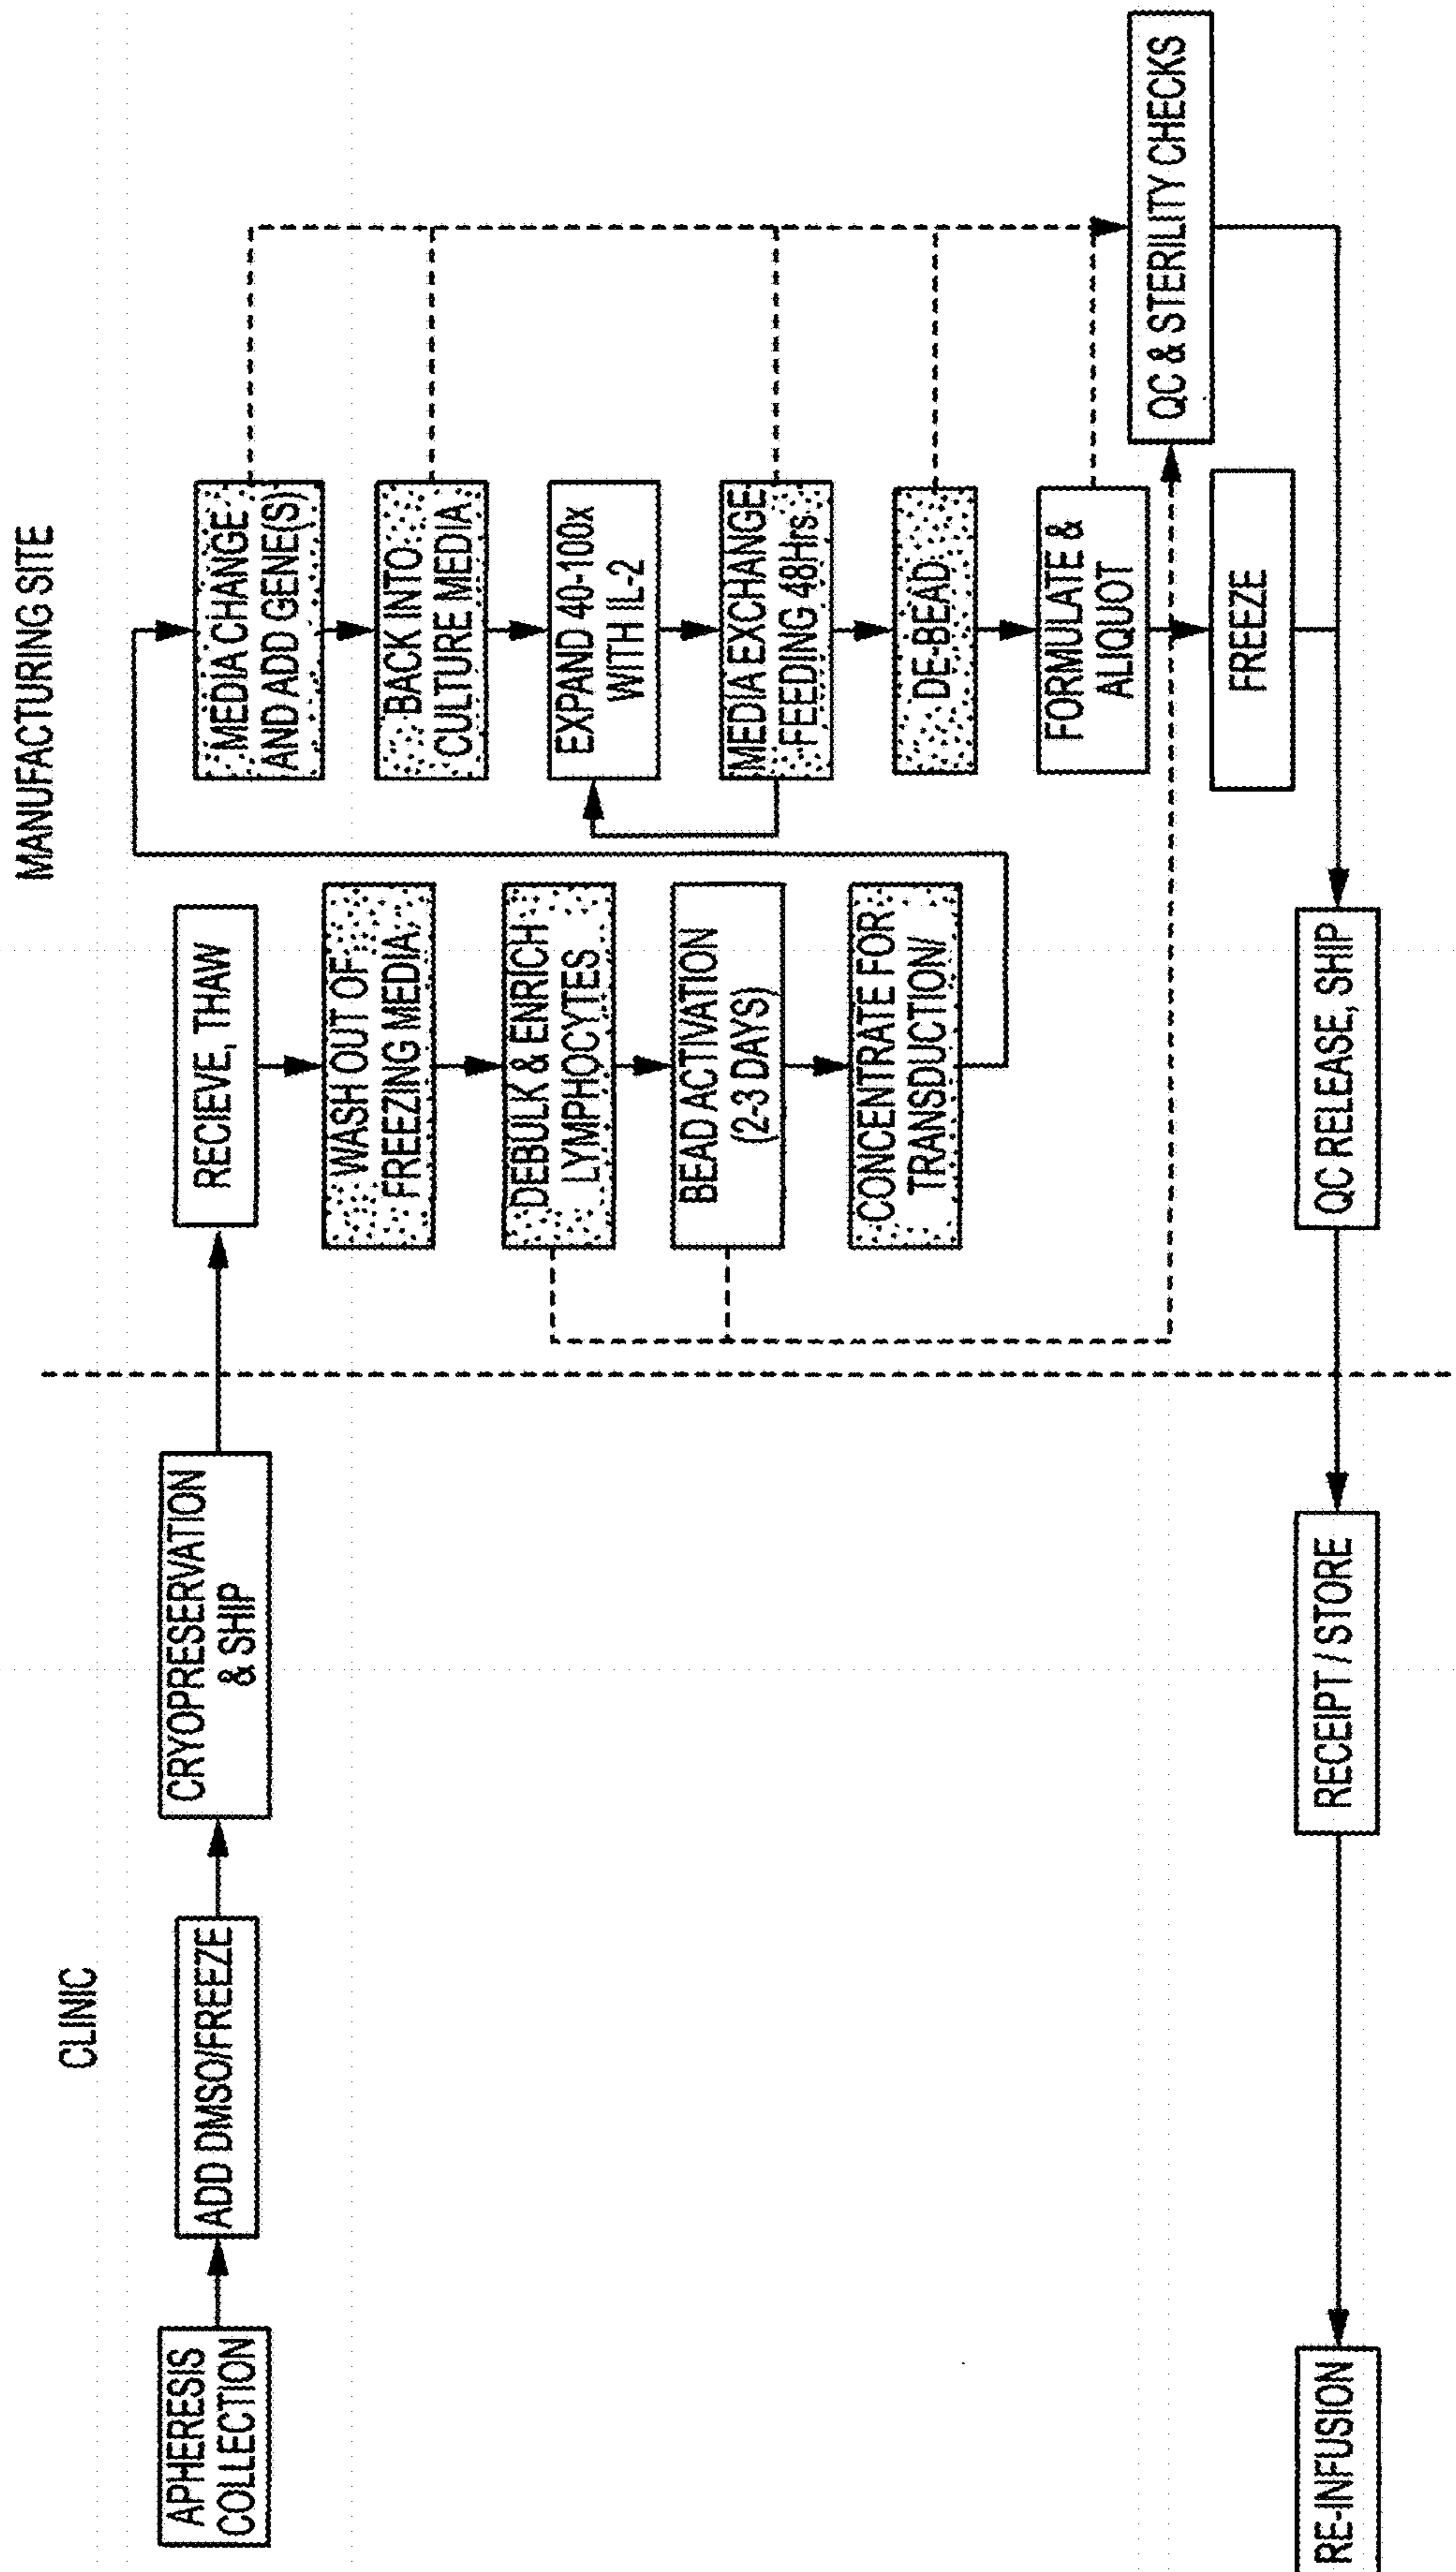 CLINIC
MANUFACTURING SITE
APHERESIS
COLLECTION
ADD DMSO/FREEZE
CRYOPRESERVATION
& SHIP
RECIEVE, THAW
WASH OUT OF
FREEZING MEDIA
DEBULK & ENRICH
LYMPHOCYTES
BEAD ACTIVATION
(2-3 DAYS)
CONCENTRATE FOR
TRANSDUCTION
MEDIA CHANGE
AND ADD GENE(S)
BACK INTO
CULTURE MEDIA
EXPAND 40-100x
WITH IL-2
MEDIA EXCHANGE
FEEDING 48Hrs
DE-BEAD
FORMULATE &
ALIQUOT
QC & STERILITY CHECKS
FREEZE
QC RELEASE, SHIP
RECEIPT / STORE
RE-INFUSION